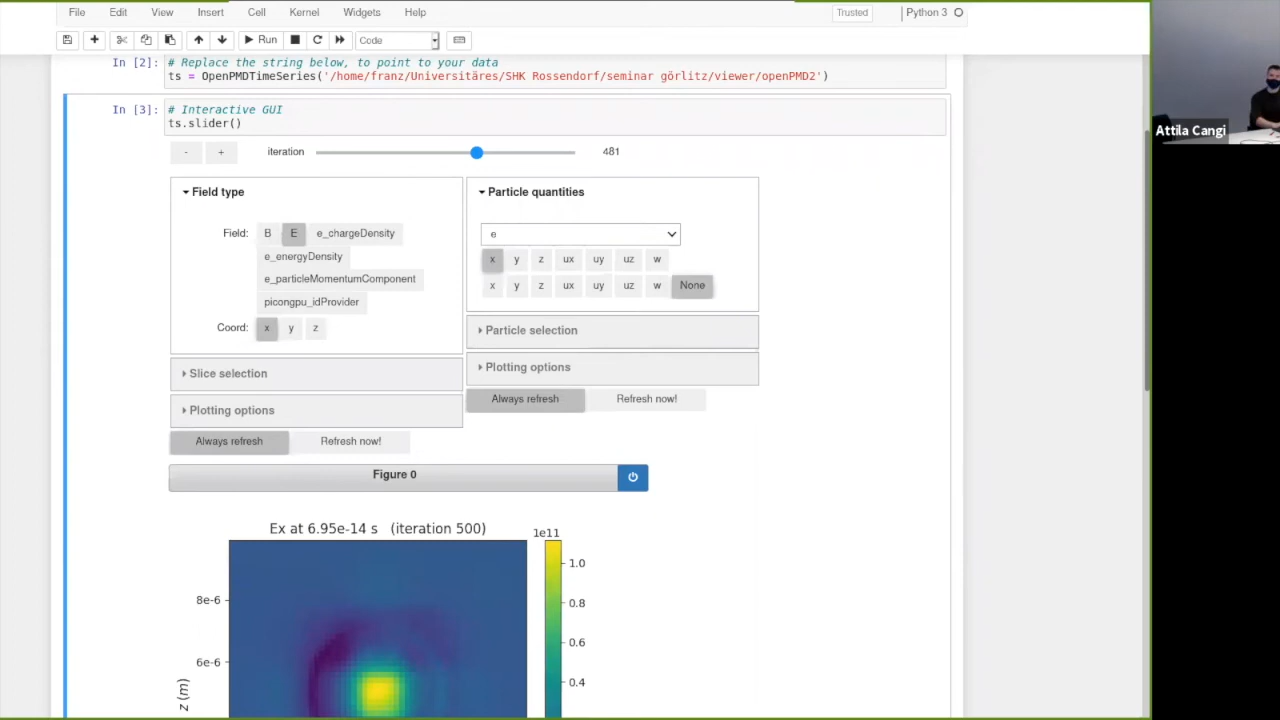 File Edit View Insert Cell Kernel Widgets Help Trusted Python 3
Run Code
In [2]: # Replace the string below, to point to your data
ts = OpenPMDTimeSeries('/home/franz/Universitäres/SHK Rossendorf/seminar görlitz/viewer/openPMD2')
In [3]: # Interactive GUI
ts.slider()
- + iteration 481
Field type
Field: B E e_chargeDensity
e_energyDensity
e_particleMomentumComponent
picongpu_idProvider
Coord: x y z
Slice selection
Plotting options
Always refresh Refresh now!
Particle quantities
e
x y z ux uy uz w
x y z ux uy uz w None
Particle selection
Plotting options
Always refresh Refresh now!
Figure 0
Ex at 6.95e-14 s (iteration 500)
1e11
1.0
0.8
0.6
0.4
8e-6
6e-6
z (m)
Attila Cangi